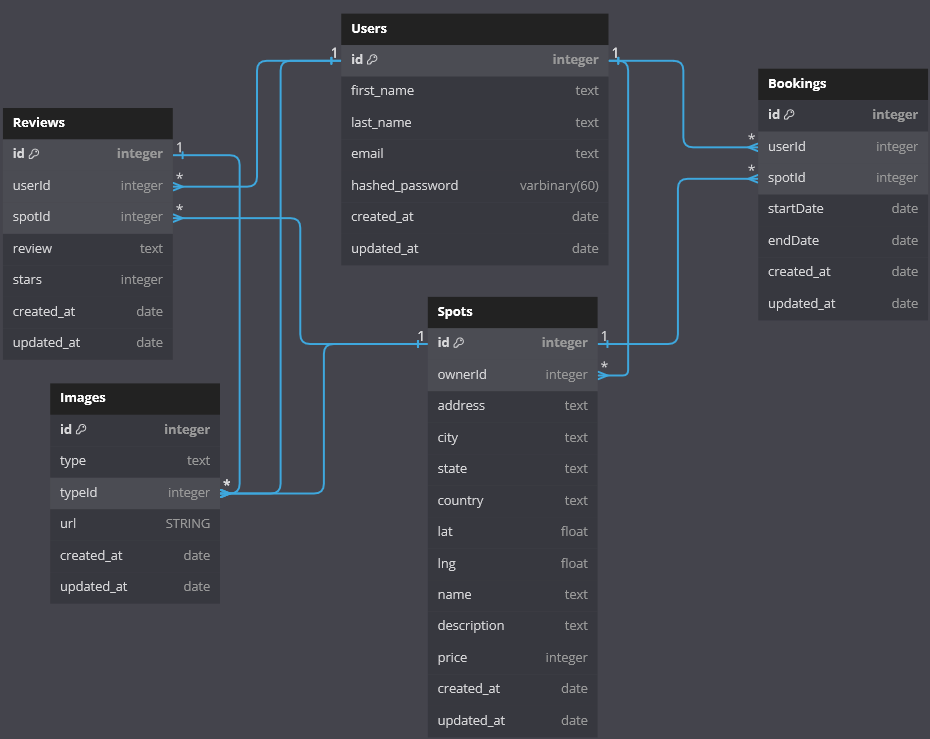 Users
1 id integer 1
first_name text
last_name text
email text
hashed_password varbinary(60)
created_at date
updated_at date
Bookings
id integer
* userId integer
* spotId integer
startDate date
endDate date
created_at date
updated_at date
Reviews
id integer 1
userId integer *
spotId integer *
review text
stars integer
created_at date
updated_at date
Spots
1 id integer 1
ownerId integer *
address text
city text
state text
country text
lat float
lng float
name text
description text
price integer
created_at date
updated_at date
Images
id integer
type text
typeId integer *
url STRING
created_at date
updated_at date